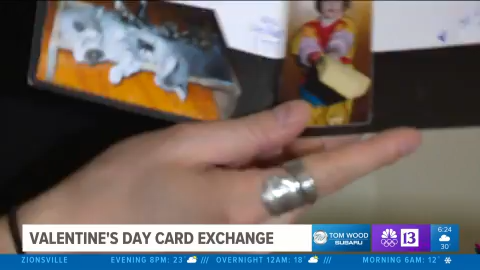 VALENTINE'S DAY CARD EXCHANGE
TOM WOOD
SUBARU
13
6:24
30°
ZIONSVILLE EVENING 8PM: 23° OVERNIGHT 12AM: 18° MORNING 6AM: 12°